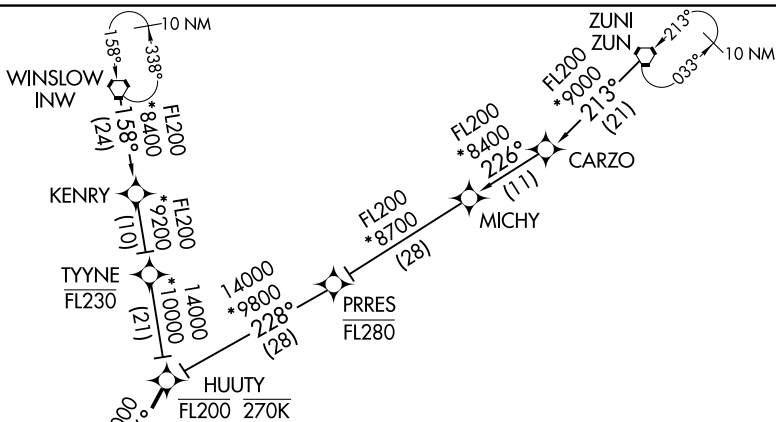 10 NM
158°
338°
WINSLOW
INW
FL200
*8400
158°
(24)
KENRY
FL200
*9200
(10)
TYYNE
FL230
14000
*10000
(21)
ZUNI
ZUN
213°
033°
10 NM
FL200
*9000
213°
(21)
CARZO
FL200
*8400
226°
(11)
MICHY
FL200
*8700
(28)
PRRES
FL280
14000
*9800
228°
(28)
HUUTY
FL200 270K